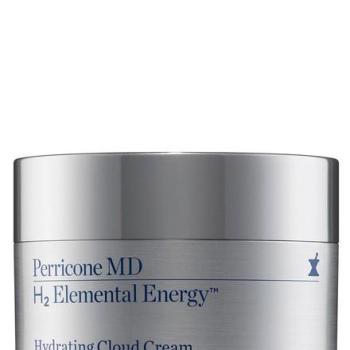 Perricone MD
H₂ Elemental Energy™
Hydrating Cloud Cream